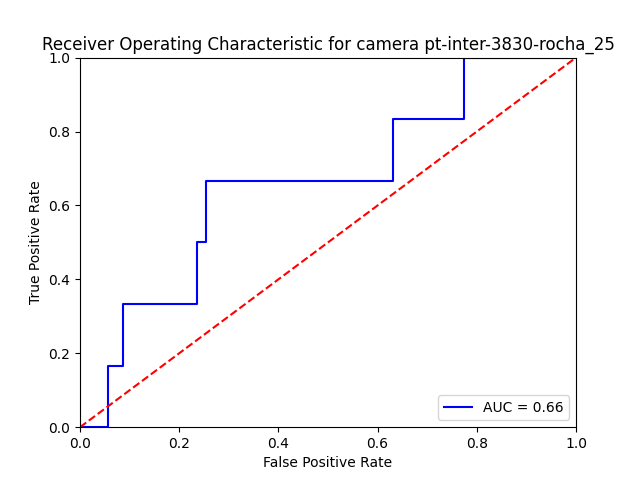 Receiver Operating Characteristic for camera pt-inter-3830-rocha_25
1.0
0.8
0.6
0.4
0.2
0.0
True Positive Rate
AUC = 0.66
0.0 0.2 0.4 0.6 0.8 1.0
False Positive Rate